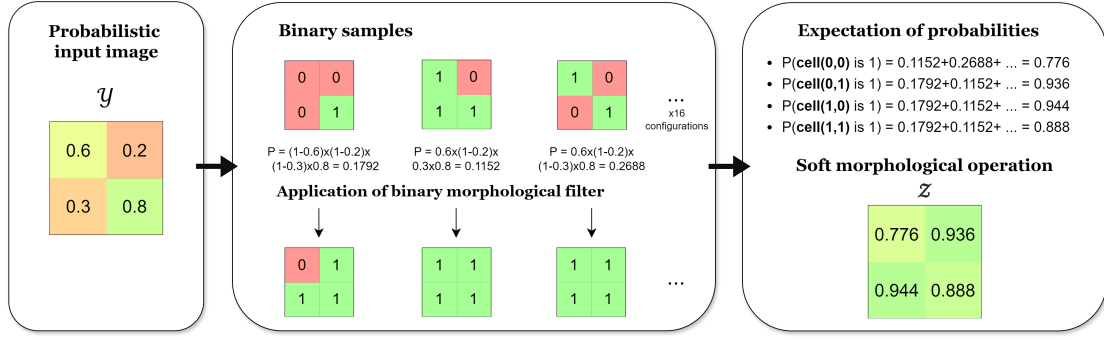 Probabilistic
input image
𝒴
0.6 0.2
0.3 0.8
Binary samples
0 0
0 1
1 0
1 1
1 0
0 1
...
x16
configurations
P = (1-0.6)x(1-0.2)x
(1-0.3)x0.8 = 0.1792
P = 0.6x(1-0.2)x
0.3x0.8 = 0.1152
P = 0.6x(1-0.2)x
(1-0.3)x0.8 = 0.2688
Application of binary morphological filter
0 1
1 1
1 1
1 1
1 1
1 1
...
Expectation of probabilities
• P(cell(0,0) is 1) = 0.1152+0.2688+ ... = 0.776
• P(cell(0,1) is 1) = 0.1792+0.1152+ ... = 0.936
• P(cell(1,0) is 1) = 0.1792+0.1152+ ... = 0.944
• P(cell(1,1) is 1) = 0.1792+0.1152+ ... = 0.888
Soft morphological operation
𝒵
0.776 0.936
0.944 0.888